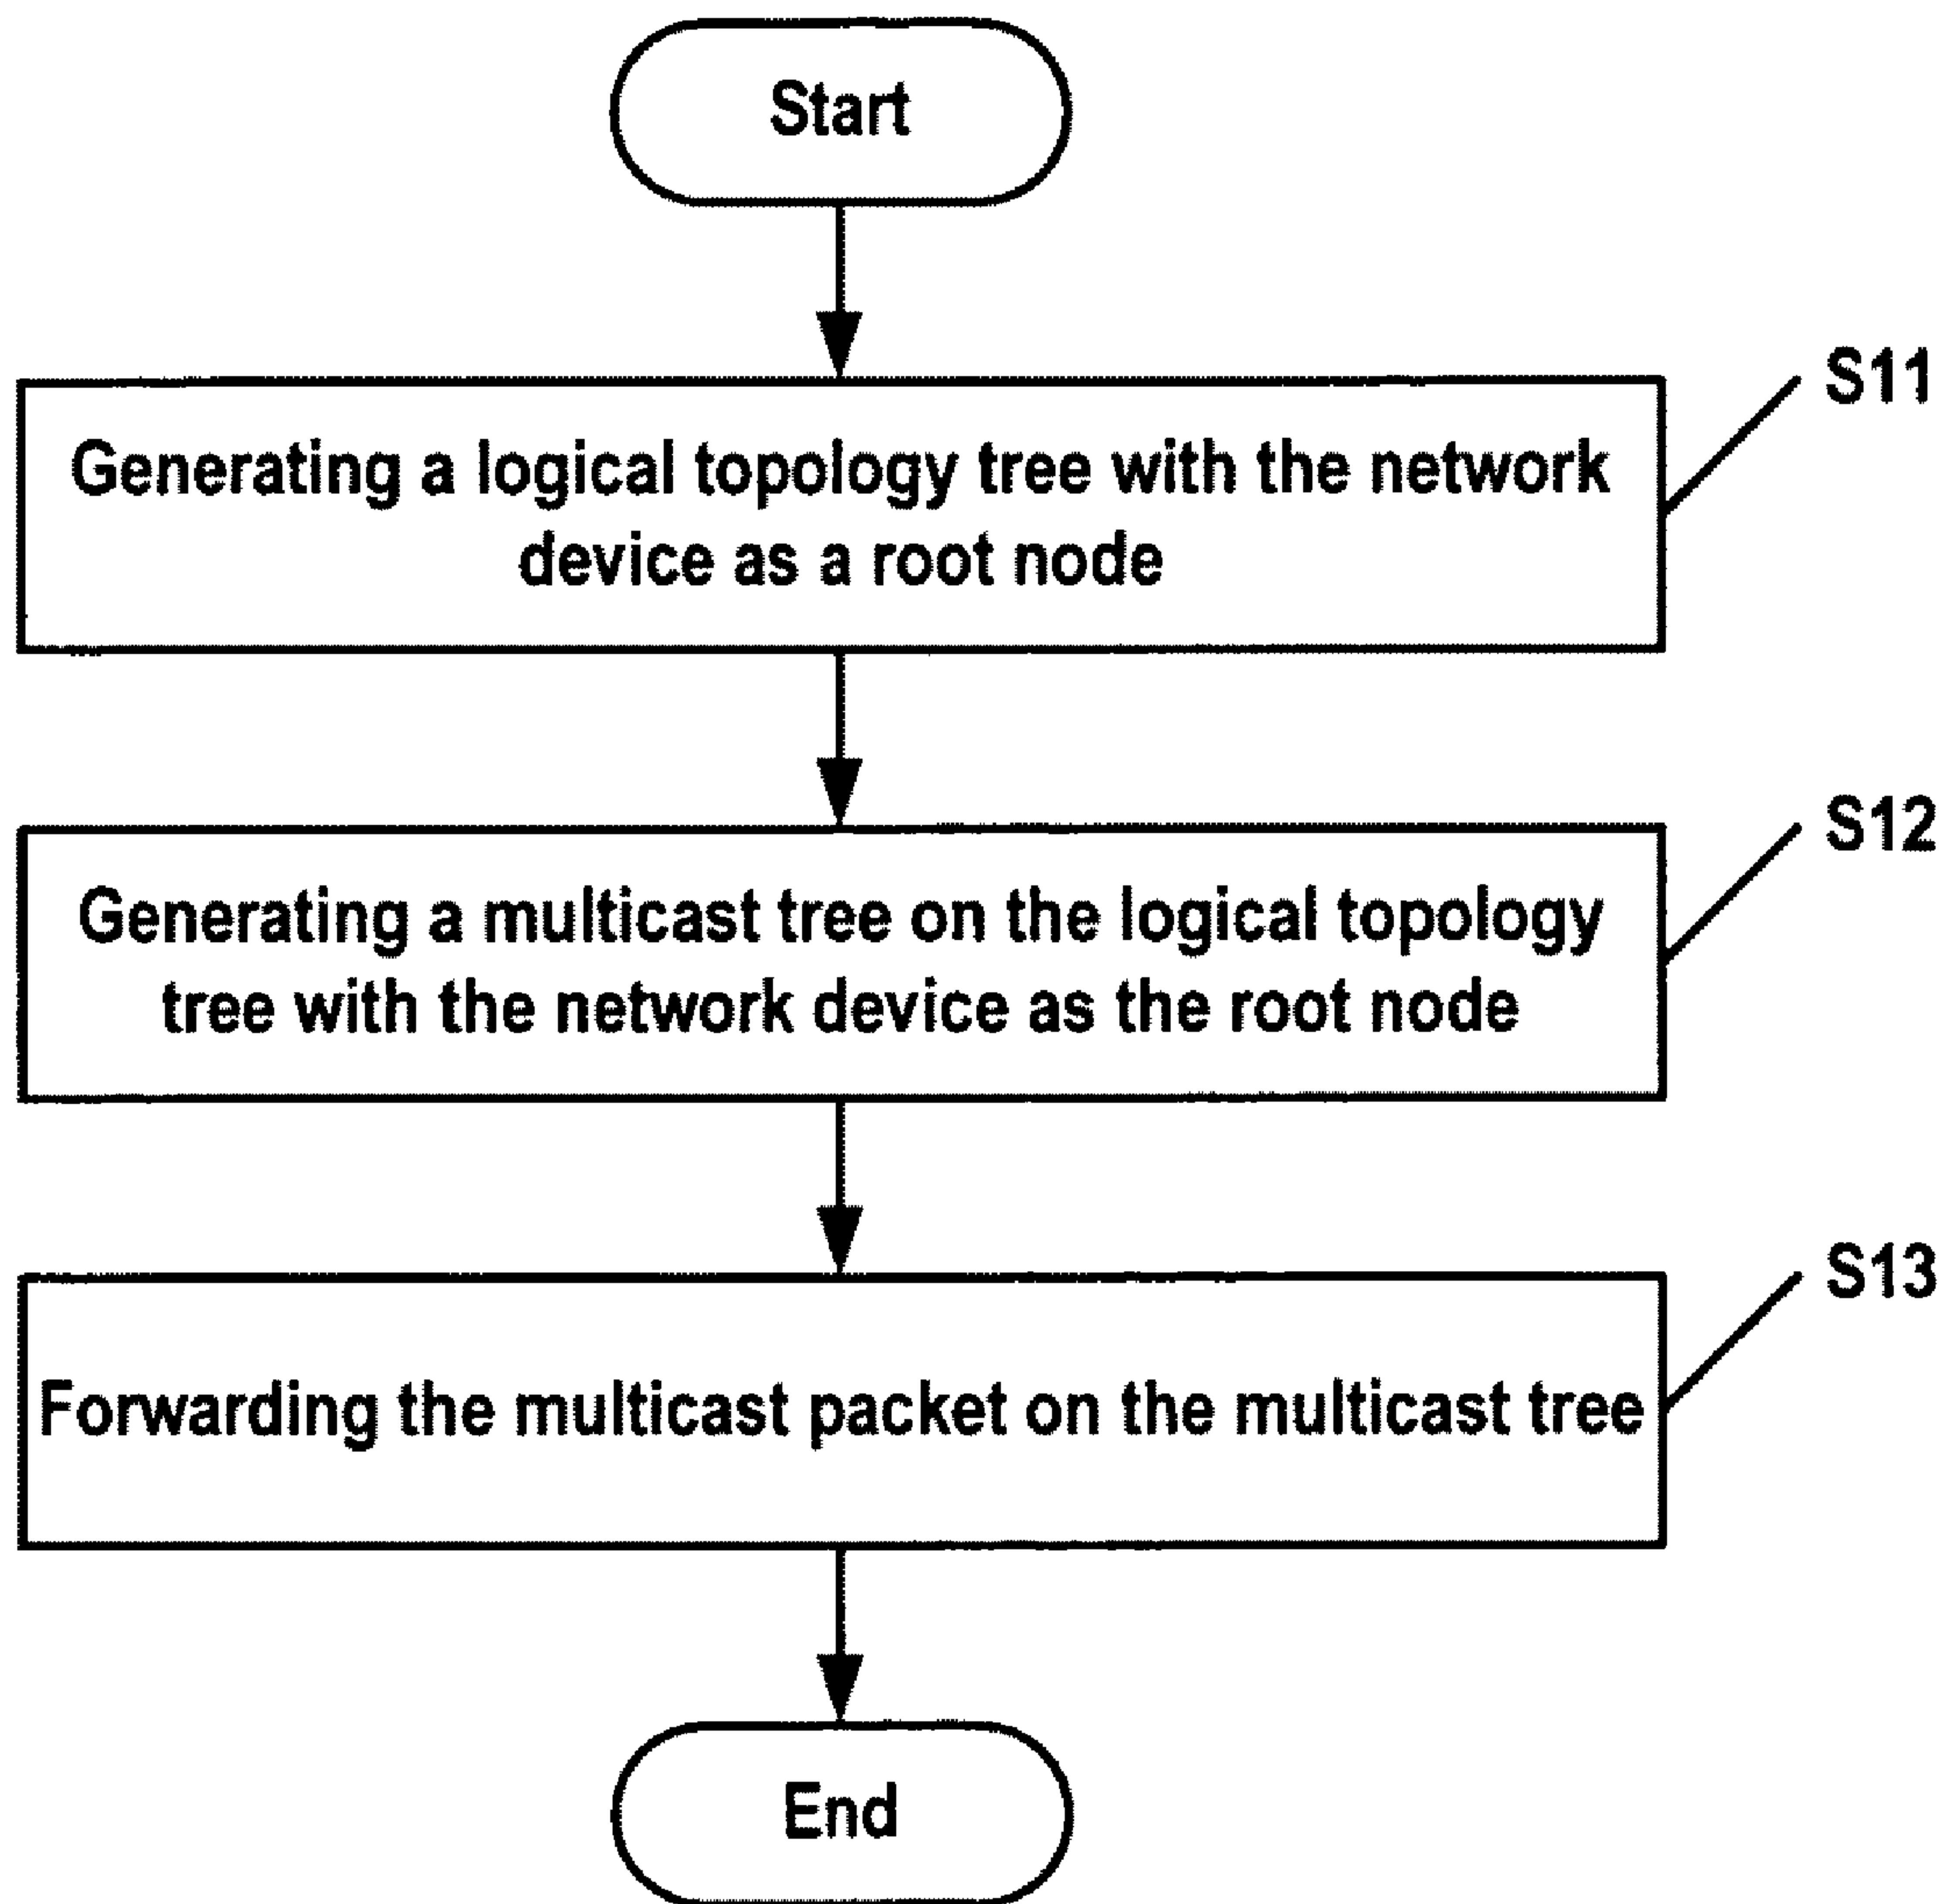 Start
S11
Generating a logical topology tree with the network
device as a root node
S12
Generating a multicast tree on the logical topology
tree with the network device as the root node
S13
Forwarding the multicast packet on the multicast tree
End